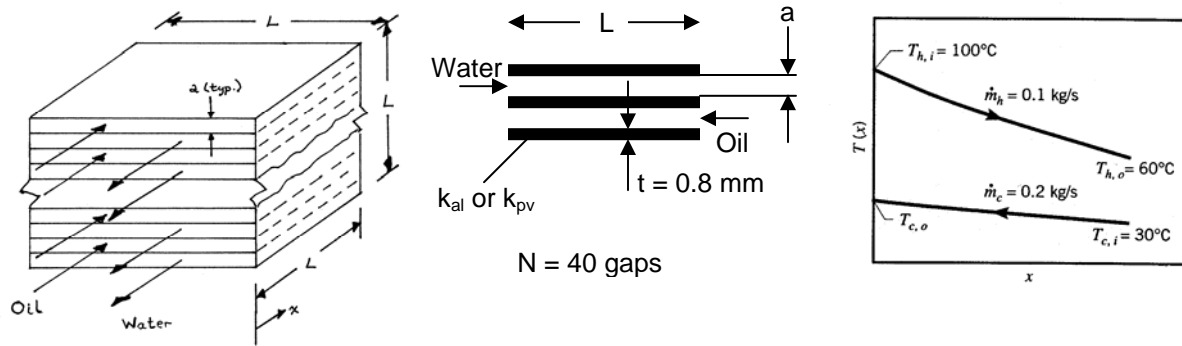 L
L
a (typ.)
L
Oil
Water
x
L
a
Water
Oil
t = 0.8 mm
k_al or k_pv
N = 40 gaps
T_h,i = 100°C
ṁ_h = 0.1 kg/s
T_h,o = 60°C
ṁ_c = 0.2 kg/s
T_c,o
T_c,i = 30°C
T(x)
x